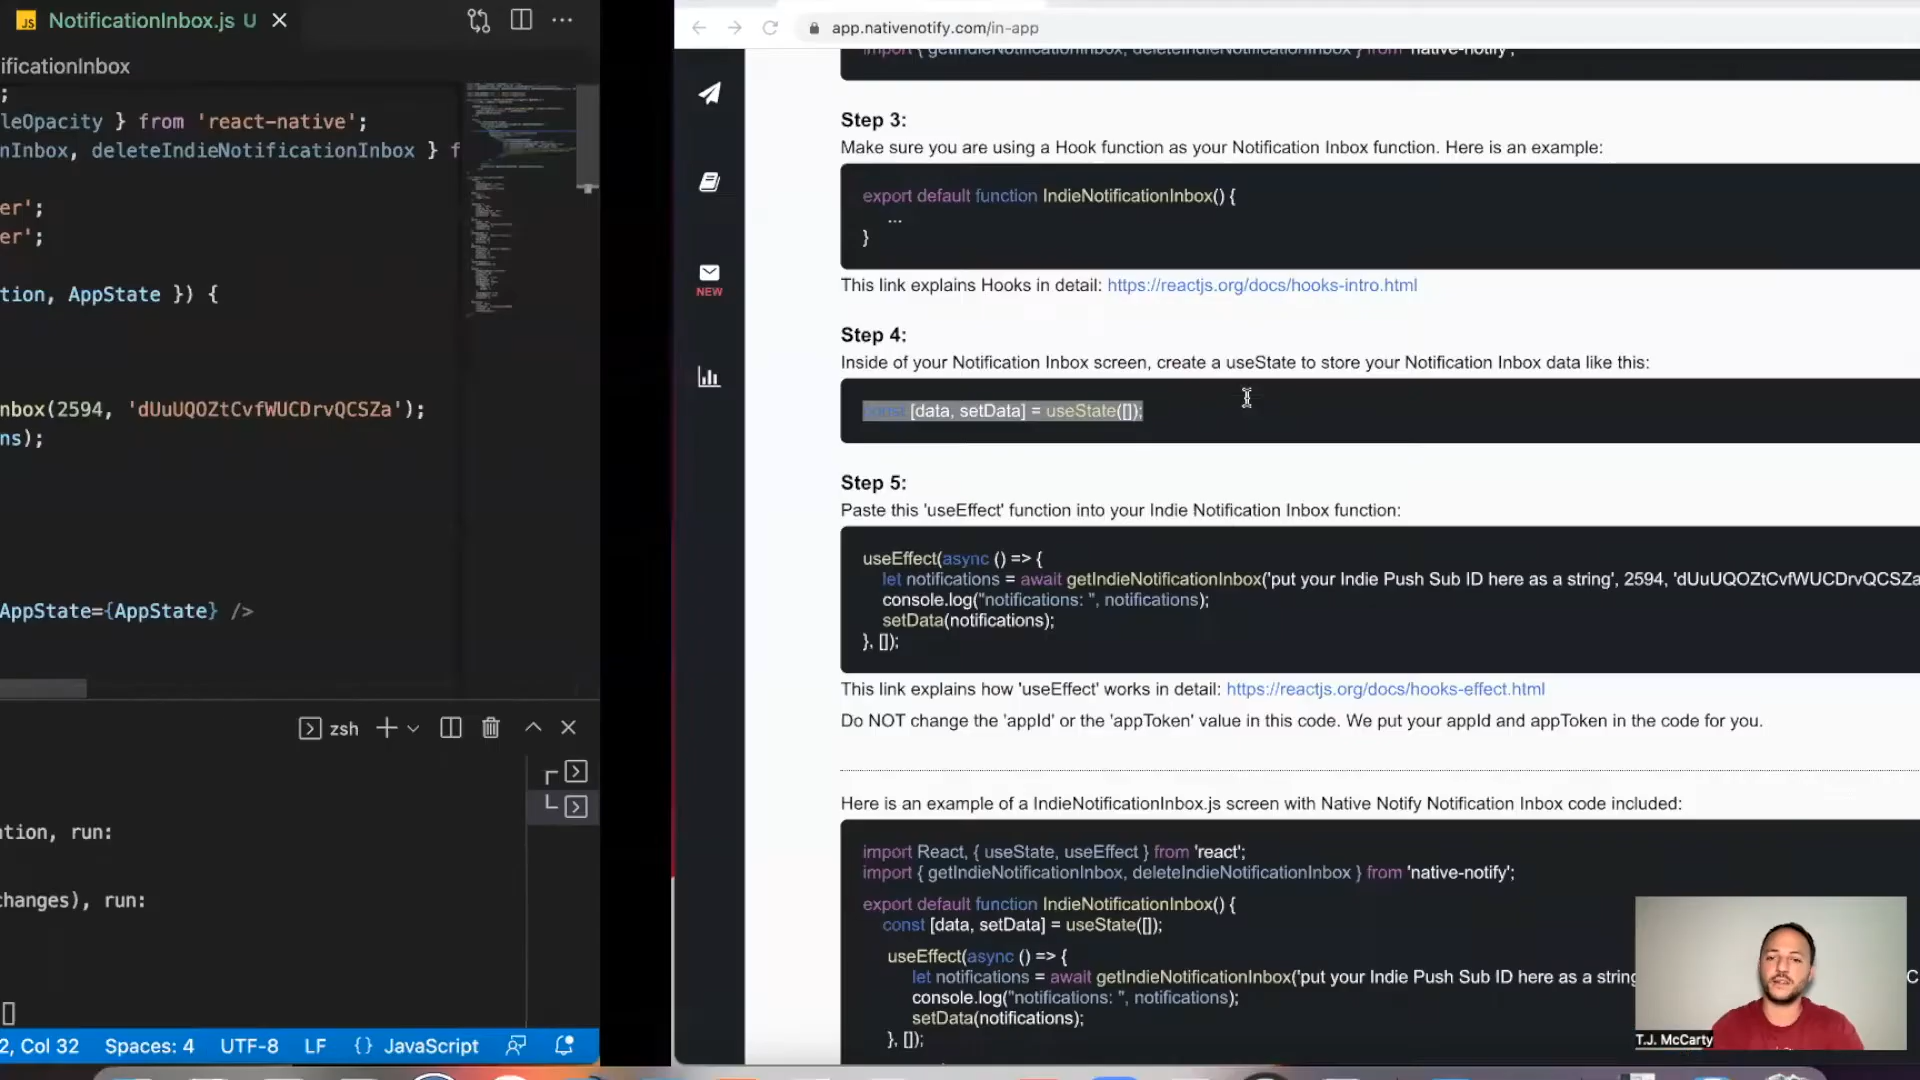 NotificationInbox.js U
ificationInbox
;
leOpacity } from 'react-native';
nInbox, deleteIndieNotificationInbox } f
er';
er';
tion, AppState }) {
nbox(2594, 'dUuUQOZtCvfWUCDrvQCSZa');
ns);
AppState={AppState} />
zsh
ation, run:
changes), run:
2, Col 32 Spaces: 4 UTF-8 LF {} JavaScript
app.nativenotify.com/in-app
NEW
import { getIndieNotificationInbox, deleteIndieNotificationInbox } from 'native-notify';
Step 3:
Make sure you are using a Hook function as your Notification Inbox function. Here is an example:
export default function IndieNotificationInbox() {
...
}
This link explains Hooks in detail: https://reactjs.org/docs/hooks-intro.html
Step 4:
Inside of your Notification Inbox screen, create a useState to store your Notification Inbox data like this:
const [data, setData] = useState([]);
Step 5:
Paste this 'useEffect' function into your Indie Notification Inbox function:
useEffect(async () => {
let notifications = await getIndieNotificationInbox('put your Indie Push Sub ID here as a string', 2594, 'dUuUQOZtCvfWUCDrvQCSZa
console.log("notifications: ", notifications);
setData(notifications);
}, []);
This link explains how 'useEffect' works in detail: https://reactjs.org/docs/hooks-effect.html
Do NOT change the 'appId' or the 'appToken' value in this code. We put your appId and appToken in the code for you.
Here is an example of a IndieNotificationInbox.js screen with Native Notify Notification Inbox code included:
import React, { useState, useEffect } from 'react';
import { getIndieNotificationInbox, deleteIndieNotificationInbox } from 'native-notify';
export default function IndieNotificationInbox() {
const [data, setData] = useState([]);
useEffect(async () => {
let notifications = await getIndieNotificationInbox('put your Indie Push Sub ID here as a string
console.log("notifications: ", notifications);
setData(notifications);
}, []);
T.J. McCarty